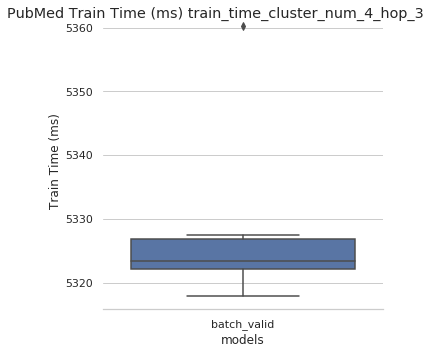 PubMed Train Time (ms) train_time_cluster_num_4_hop_3
5360
5350
5340
5330
5320
Train Time (ms)
batch_valid
models